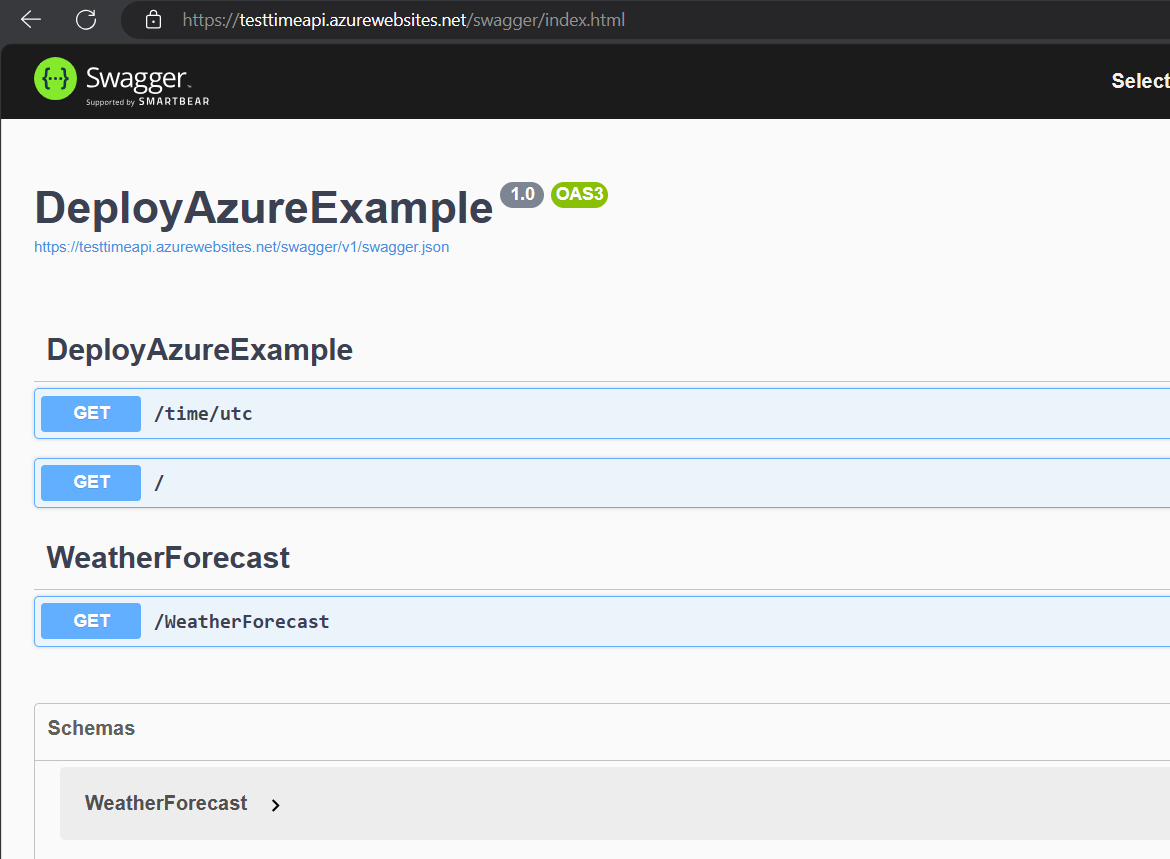 https://testtimeapi.azurewebsites.net/swagger/index.html
{···} Swagger
Supported by SMARTBEAR
Select
DeployAzureExample 1.0 OAS3
https://testtimeapi.azurewebsites.net/swagger/v1/swagger.json
DeployAzureExample
GET /time/utc
GET /
WeatherForecast
GET /WeatherForecast
Schemas
WeatherForecast